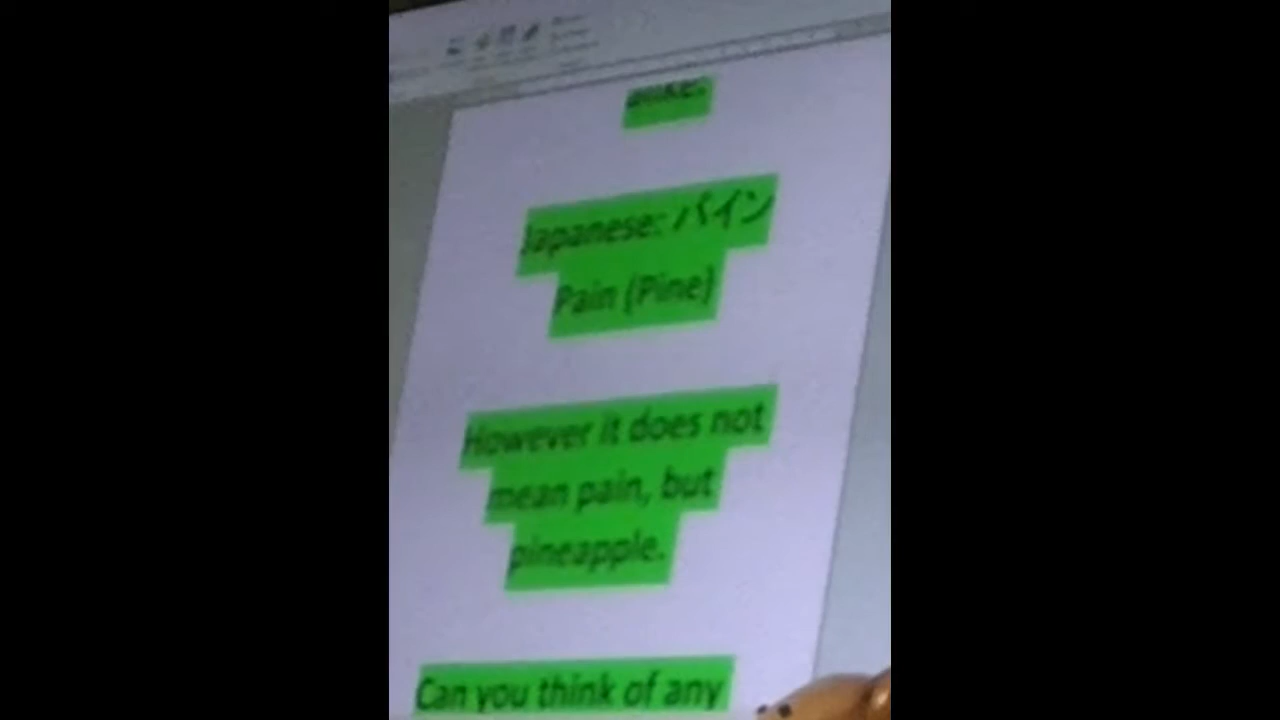 alike.
Japanese: パイン
Pain (Pine)
However it does not
mean pain, but
pineapple.
Can you think of any